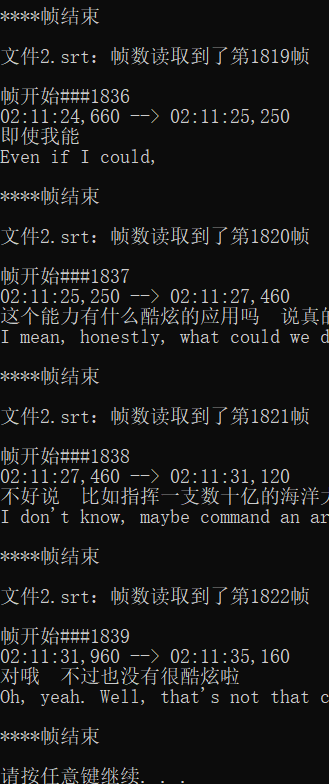 ****帧结束
文件2.srt: 帧数读取到了第1819帧
帧开始###1836
02:11:24,660 --> 02:11:25,250
即使我能
Even if I could,
****帧结束
文件2.srt: 帧数读取到了第1820帧
帧开始###1837
02:11:25,250 --> 02:11:27,460
这个能力有什么酷炫的应用吗  说真的
I mean, honestly, what could we d
****帧结束
文件2.srt: 帧数读取到了第1821帧
帧开始###1838
02:11:27,460 --> 02:11:31,120
不好说  比如指挥一支数十亿的海洋大
I don't know, maybe command an ar
****帧结束
文件2.srt: 帧数读取到了第1822帧
帧开始###1839
02:11:31,960 --> 02:11:35,160
对哦  不过也没有很酷炫啦
Oh, yeah. Well, that's not that c
****帧结束
请按任意键继续. . .